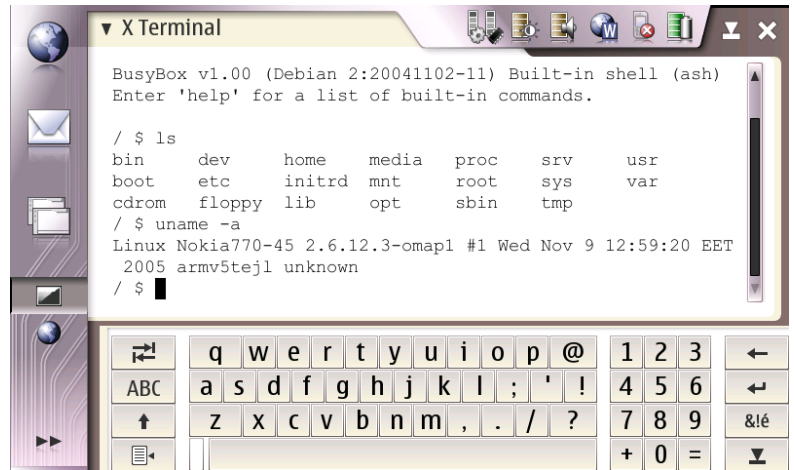 X Terminal
BusyBox v1.00 (Debian 2:20041102-11) Built-in shell (ash)
Enter 'help' for a list of built-in commands.
/ $ ls
bin dev home media proc srv usr
boot etc initrd mnt root sys var
cdrom floppy lib opt sbin tmp
/ $ uname -a
Linux Nokia770-45 2.6.12.3-omap1 #1 Wed Nov 9 12:59:20 EET
2005 armv5tejl unknown
/ $
q w e r t y u i o p @ 1 2 3
ABC a s d f g h j k l ; ' ! 4 5 6
z x c v b n m , . / ? 7 8 9 &!é
+ 0 =
W